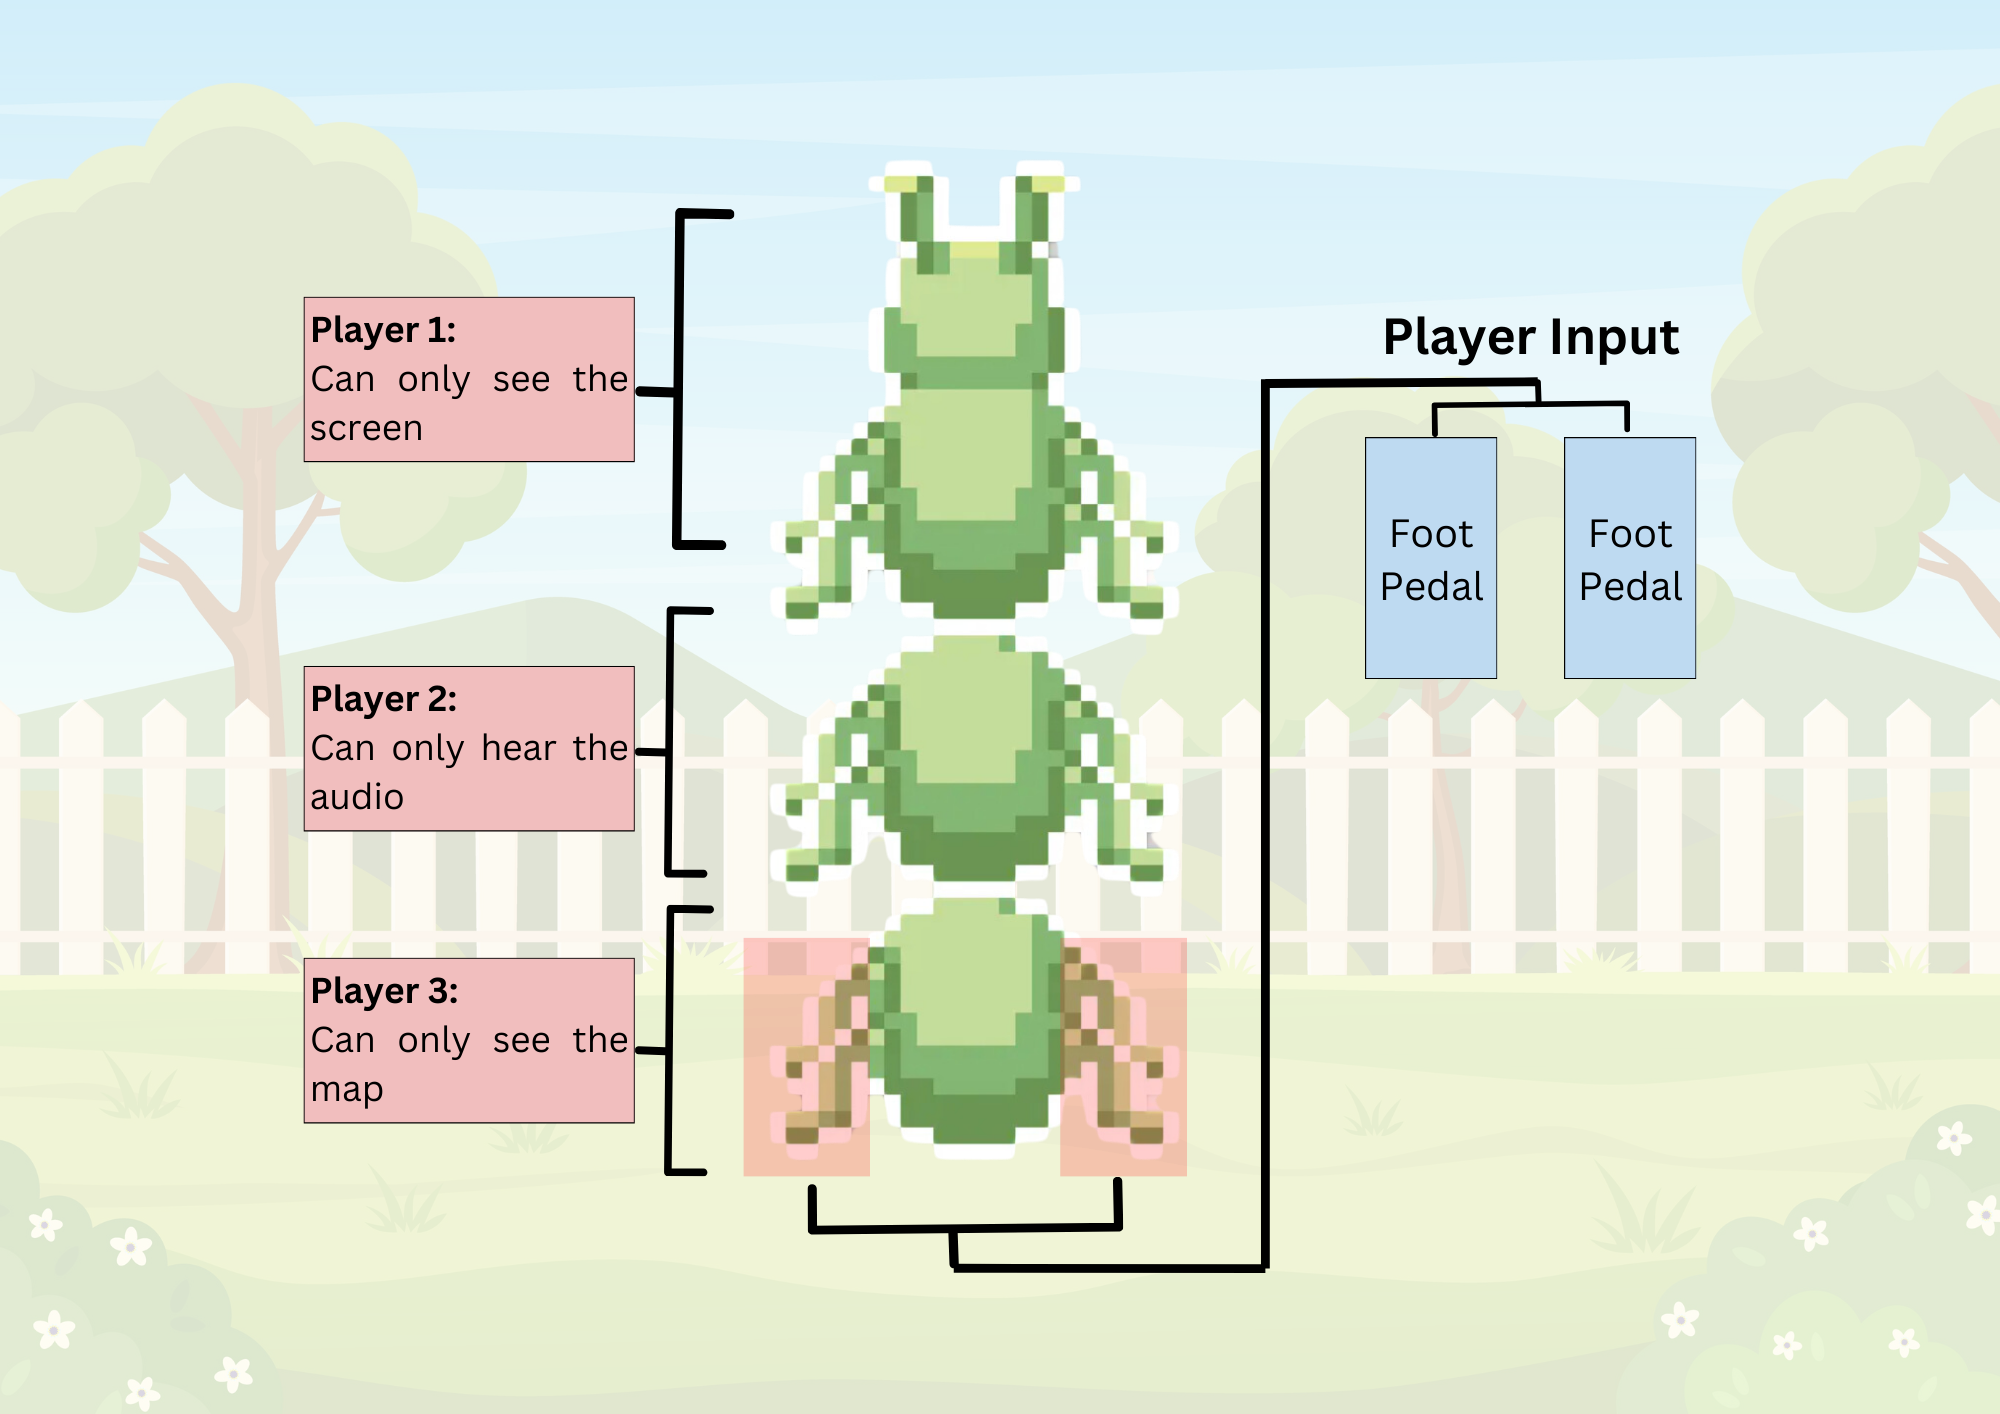 Player 1:
Can only see the
screen
Player 2:
Can only hear the
audio
Player 3:
Can only see the
map
Player Input
Foot
Pedal
Foot
Pedal